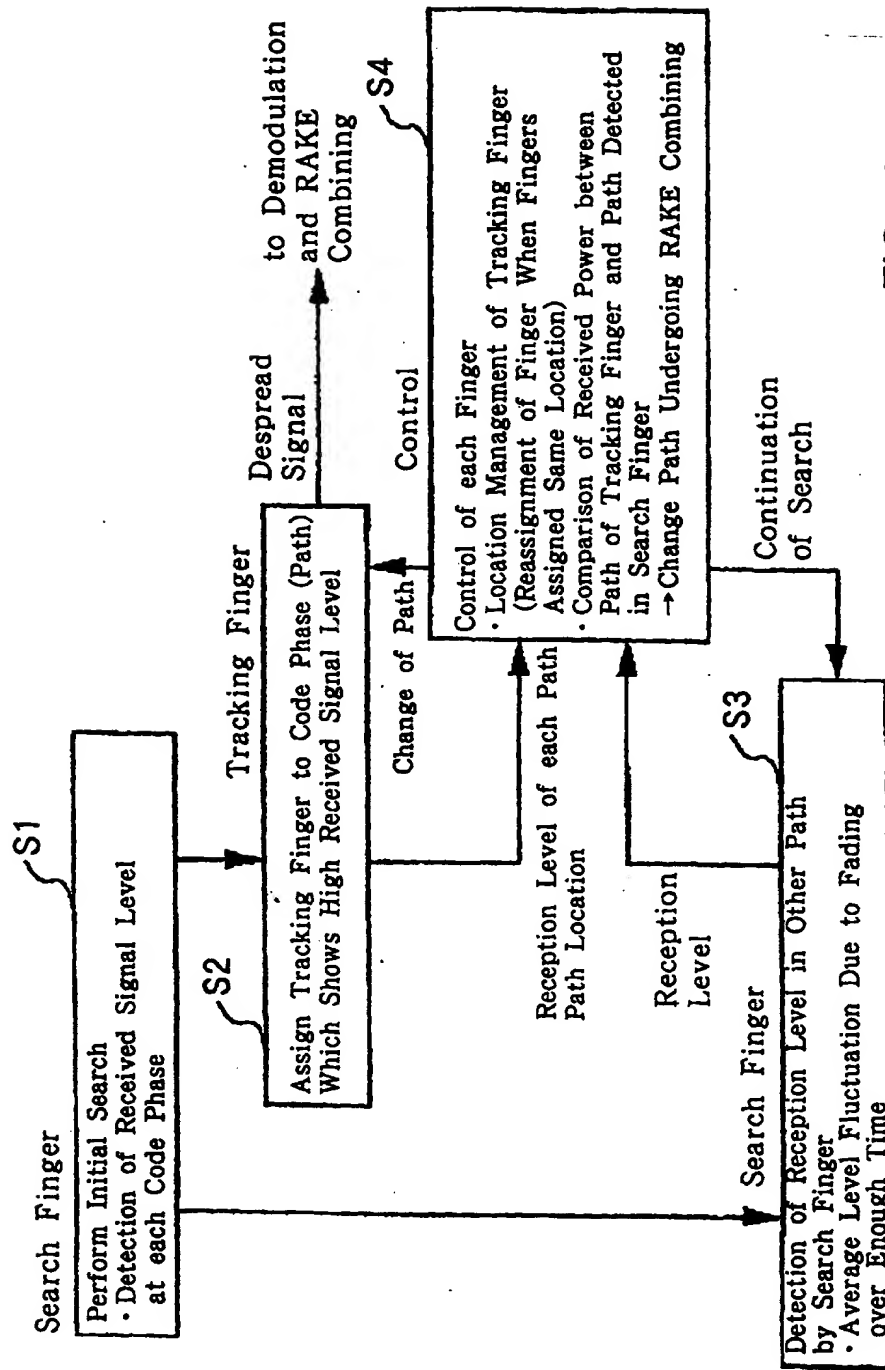 Search Finger
S1
Perform Initial Search
· Detection of Received Signal Level
at each Code Phase
Tracking Finger
S2
Assign Tracking Finger to Code Phase (Path)
Which Shows High Received Signal Level
Despread
Signal
to Demodulation
and RAKE
Combining
Change of Path
Control
S4
Control of each Finger
· Location Management of Tracking Finger
(Reassignment of Finger When Fingers
Assigned Same Location)
· Comparison of Received Power between
Path of Tracking Finger and Path Detected
in Search Finger
→Change Path Undergoing RAKE Combining
Reception Level of each Path
Path Location
Reception
Level
Continuation
of Search
Search Finger
S3
Detection of Reception Level in Other Path
by Search Finger
· Average Level Fluctuation Due to Fading
over Enough Time